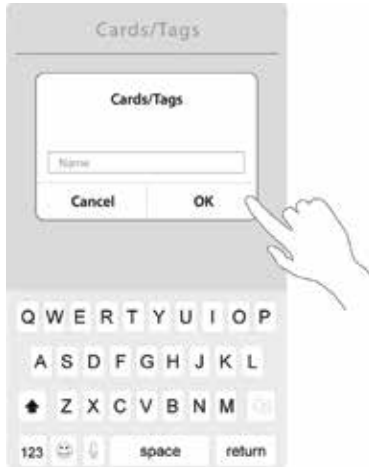 Cards/Tags
Cards/Tags
Name
Cancel OK
Q W E R T Y U I O P
A S D F G H J K L
Z X C V B N M
123 space return